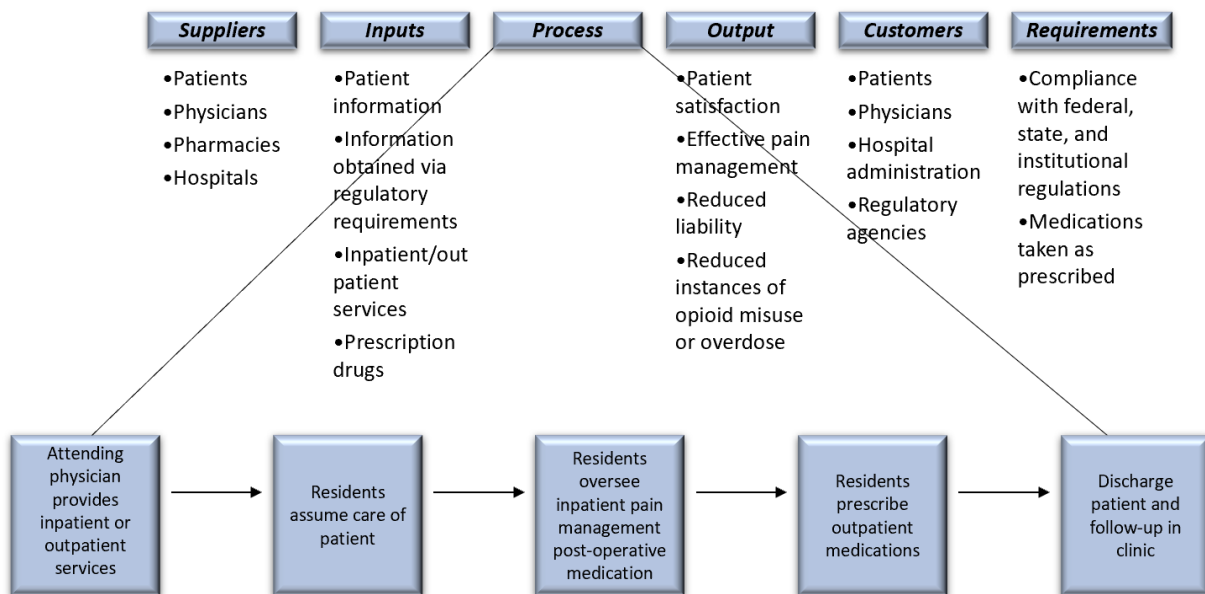 Suppliers
Inputs
Process
Output
Customers
Requirements
•Patients
•Physicians
•Pharmacies
•Hospitals
•Patient
information
•Information
obtained via
regulatory
requirements
•Inpatient/out
patient
services
•Prescription
drugs
•Patient
satisfaction
•Effective pain
management
•Reduced
liability
•Reduced
instances of
opioid misuse
or overdose
•Patients
•Physicians
•Hospital
administration
•Regulatory
agencies
•Compliance
with federal,
state, and
institutional
regulations
•Medications
taken as
prescribed
Attending
physician
provides
inpatient or
outpatient
services
Residents
assume care of
patient
Residents
oversee
inpatient pain
management
post-operative
medication
Residents
prescribe
outpatient
medications
Discharge
patient and
follow-up in
clinic